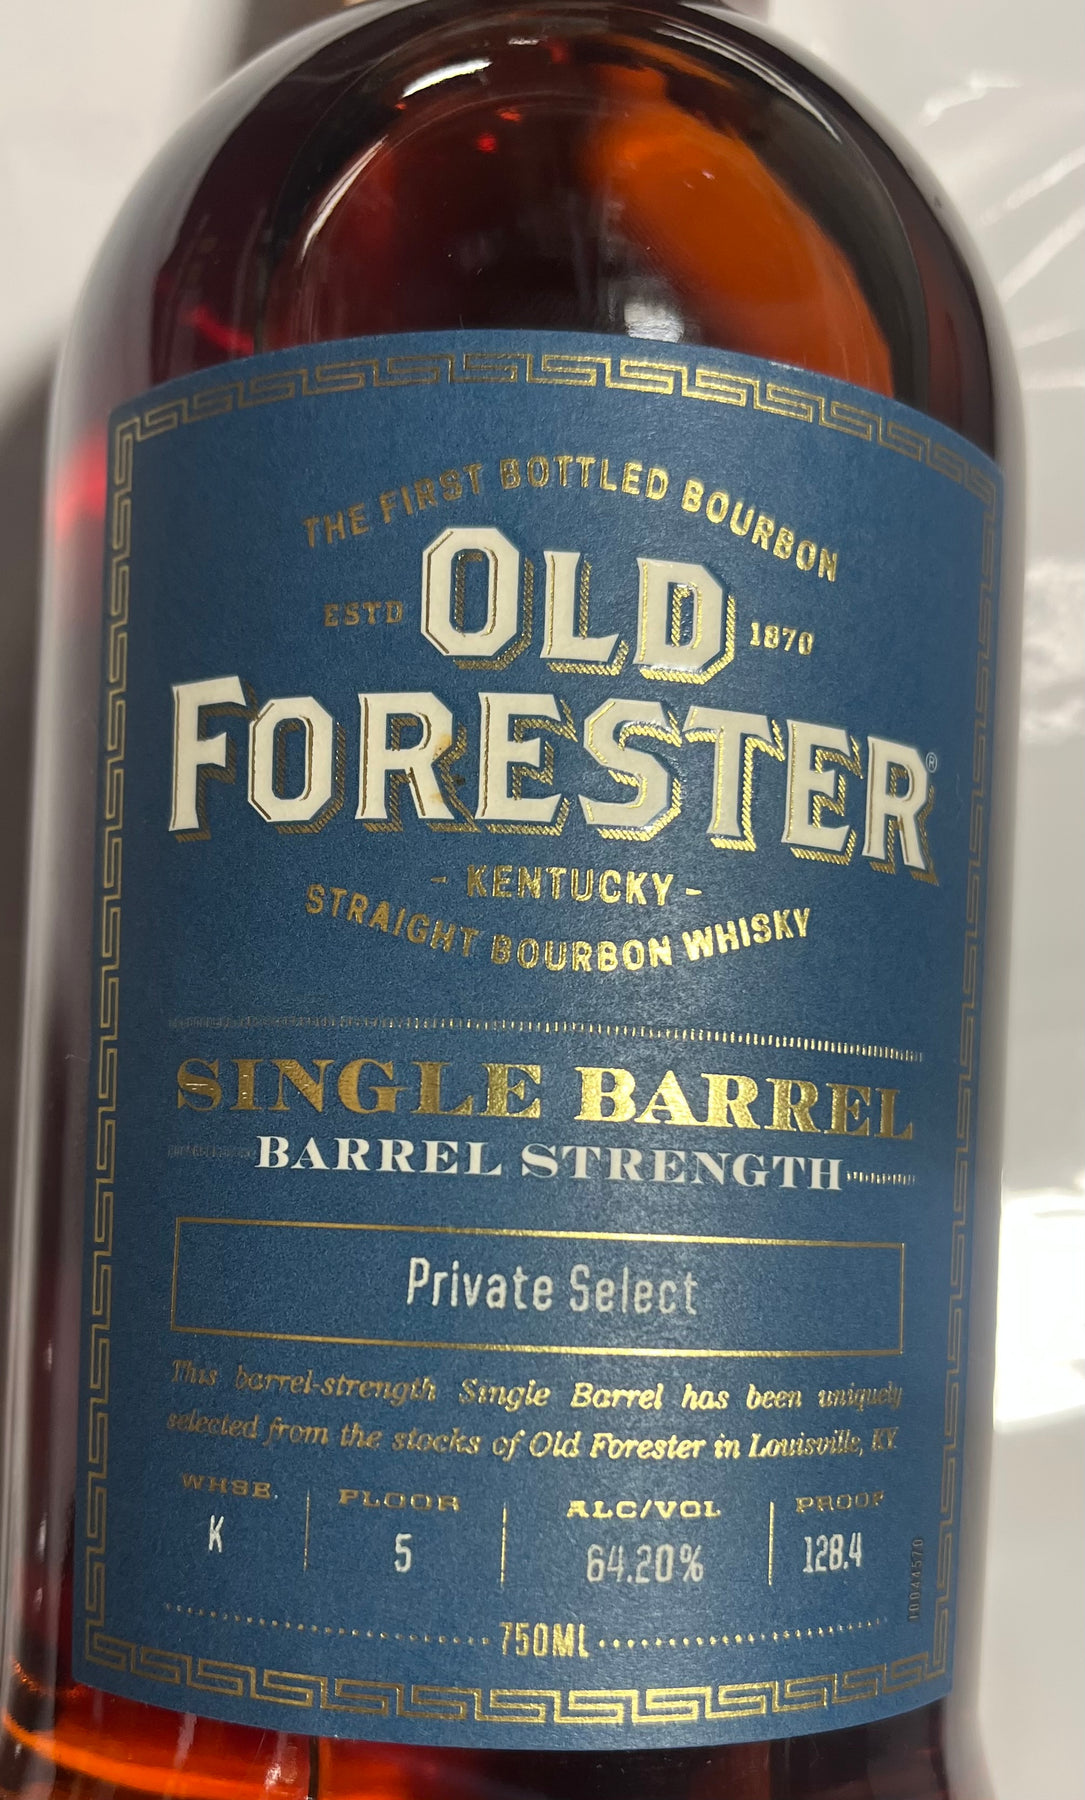 THE FIRST BOTTLED BOURBON
ESTD OLD 1870
FORESTER®
- KENTUCKY -
STRAIGHT BOURBON WHISKY
SINGLE BARREL
BARREL STRENGTH
Private Select
This barrel-strength Single Barrel has been uniquely
selected from the stocks of Old Forester in Louisville, KY.
WHSE. FLOOR ALC/VOL PROOF
K 5 64.20% 128.4
10044570
750ML